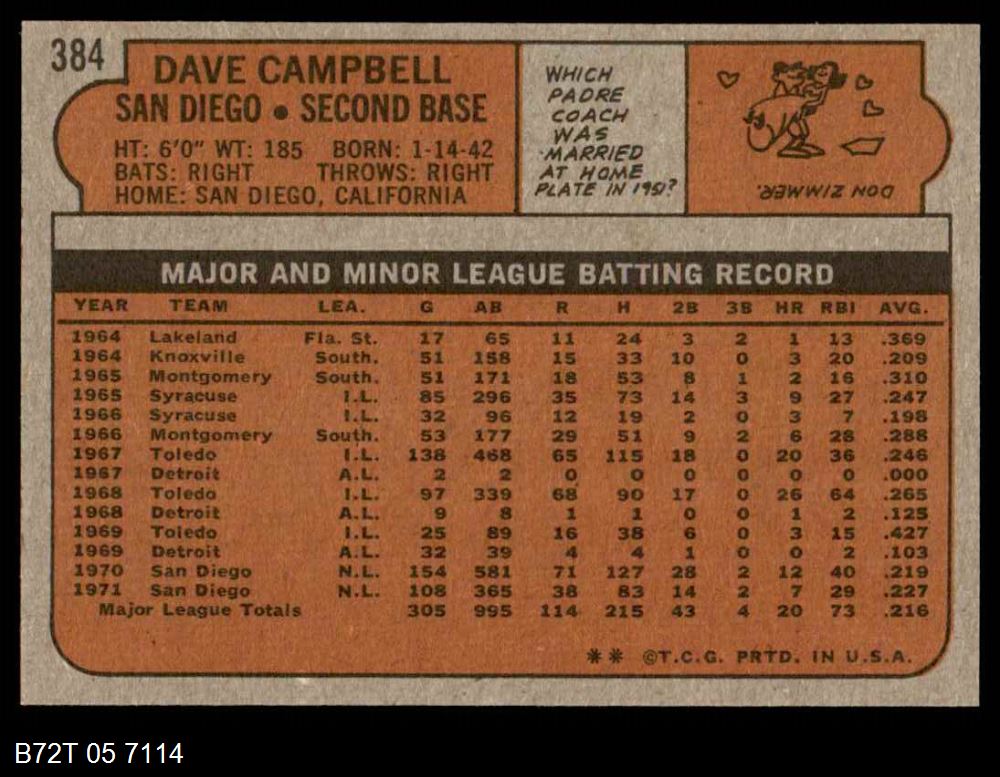 384
DAVE CAMPBELL
SAN DIEGO • SECOND BASE
HT: 6'0" WT: 185 BORN: 1-14-42
BATS: RIGHT THROWS: RIGHT
HOME: SAN DIEGO, CALIFORNIA
WHICH
PADRE
COACH
WAS
MARRIED
AT HOME
PLATE IN 1951?
DON ZIMMER.
MAJOR AND MINOR LEAGUE BATTING RECORD
YEAR TEAM LEA. G AB R H 2B 3B HR RBI AVG.
1964 Lakeland Fla. St. 17 65 11 24 3 2 1 13 .369
1964 Knoxville South. 51 158 15 33 10 0 3 20 .209
1965 Montgomery South. 51 171 18 53 8 1 2 16 .310
1965 Syracuse I.L. 85 296 35 73 14 3 9 27 .247
1966 Syracuse I.L. 32 96 12 19 2 0 3 7 .198
1966 Montgomery South. 53 177 29 51 9 2 6 28 .288
1967 Toledo I.L. 138 468 65 115 18 0 20 36 .246
1967 Detroit A.L. 2 2 0 0 0 0 0 0 .000
1968 Toledo I.L. 97 339 68 90 17 0 26 64 .265
1968 Detroit A.L. 9 8 1 1 0 0 1 2 .125
1969 Toledo I.L. 25 89 16 38 6 0 3 15 .427
1969 Detroit A.L. 32 39 4 4 1 0 0 2 .103
1970 San Diego N.L. 154 581 71 127 28 2 12 40 .219
1971 San Diego N.L. 108 365 38 83 14 2 7 29 .227
Major League Totals 305 995 114 215 43 4 20 73 .216
** ©T.C.G. PRTD. IN U.S.A.
B72T 05 7114